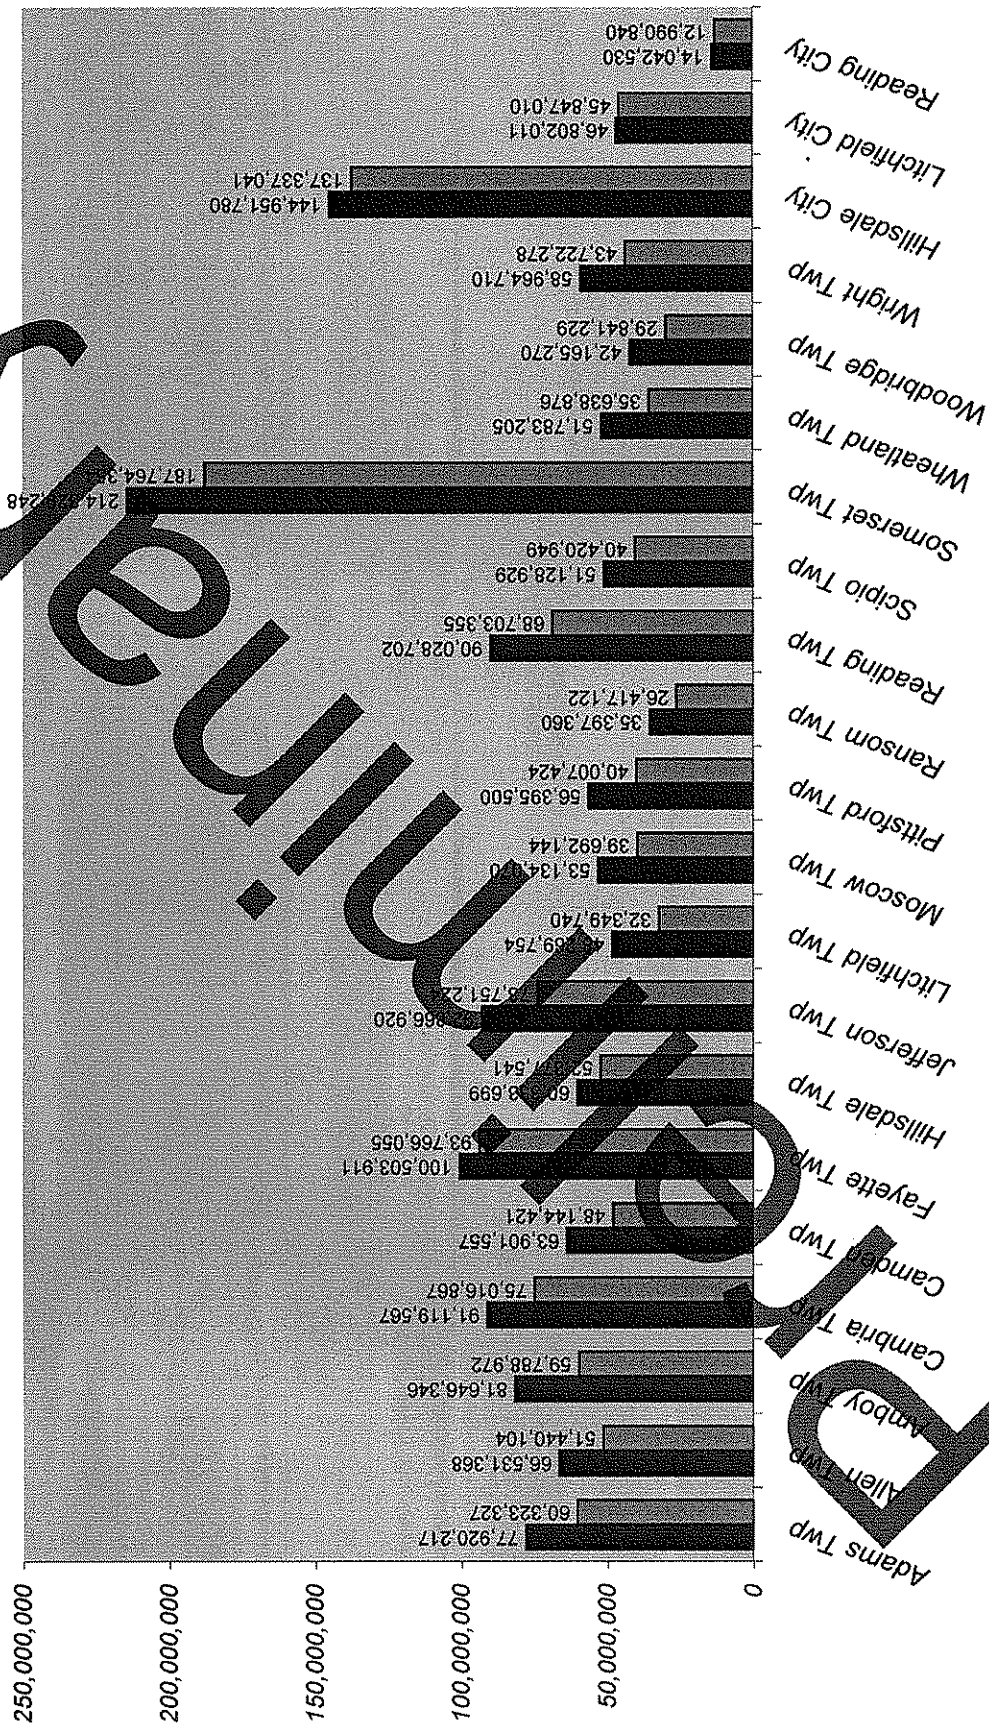 250,000,000
200,000,000
150,000,000
100,000,000
50,000,000
0
77,920,217
60,323,327
Adams Twp
66,531,368
51,440,104
Allen Twp
81,646,346
59,788,972
Amboy Twp
91,119,567
75,016,867
Cambria Twp
63,901,557
48,144,421
Camden Twp
100,503,911
93,766,055
Fayette Twp
Hillsdale Twp
Jefferson Twp
32,349,740
Litchfield Twp
53,134,070
39,692,144
Moscow Twp
56,395,500
40,007,424
Pittsford Twp
35,397,360
26,417,122
Ransom Twp
90,028,702
68,703,355
Reading Twp
51,128,929
40,420,949
Scipio Twp
Somerset Twp
51,783,205
35,638,876
Wheatland Twp
42,165,270
29,841,229
Woodbridge Twp
58,964,710
43,722,278
Wright Twp
144,951,780
137,337,041
Hillsdale City
46,802,011
45,847,010
Litchfield City
14,042,530
12,990,840
Reading City